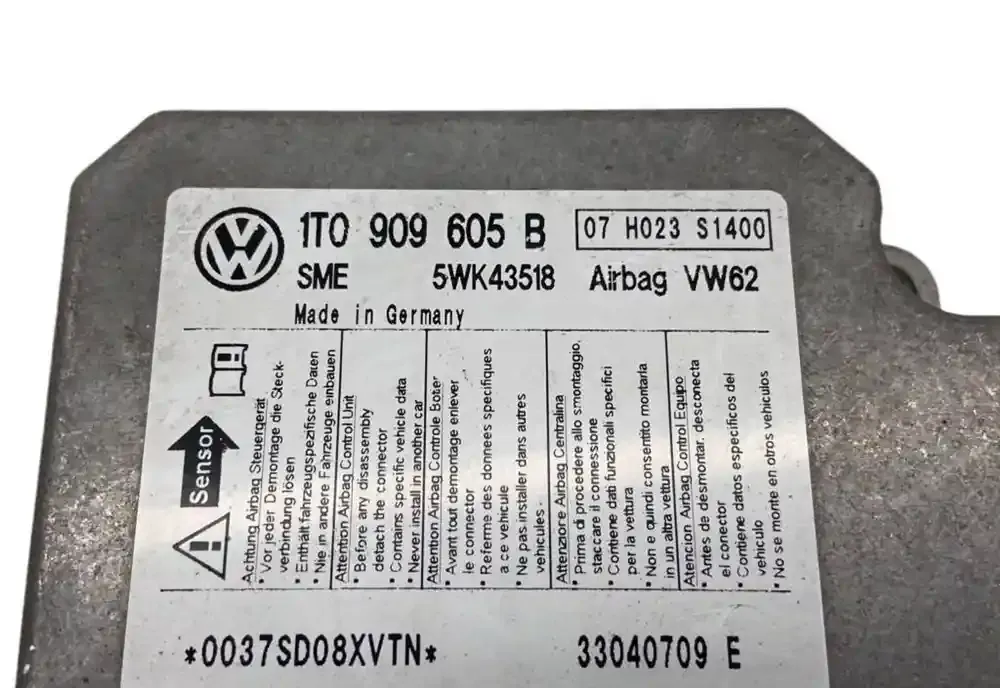 1T0 909 605 B
07 H023 S1400
SME 5WK43518 Airbag VW62
Made in Germany
Sensor
Achtung Airbag Steuergerät
• Vor jeder Demontage die Steck-
verbindung lösen
• Enthält fahrzeugspezifische Daten
• Nie in andere Fahrzeuge einbauen
Attention Airbag Control Unit
• Before any disassembly
detach the connector
• Contains specific vehicle data
• Never install in another car
Attention Airbag Controle Boitier
• Avant tout demontage enlever
le connector
• Referme des donnees specifiques
a ce vehicule
• Ne pas installer dans autres
vehicules.
Attenzione Airbag Centralina
• Prima di procedere allo smontaggio,
staccare il connessione
• Contiene dati funzionali specifici
per la vettura
• Non e quindi consentito montarla
in un altra vettura
Atencion Airbag Control Equipo
• Antes de desmontar, desconecta
el conector
• Contiene datos especificos del
vehiculo
• No se monte en otros vehiculos
*0037SD08XVTN*
33040709 E